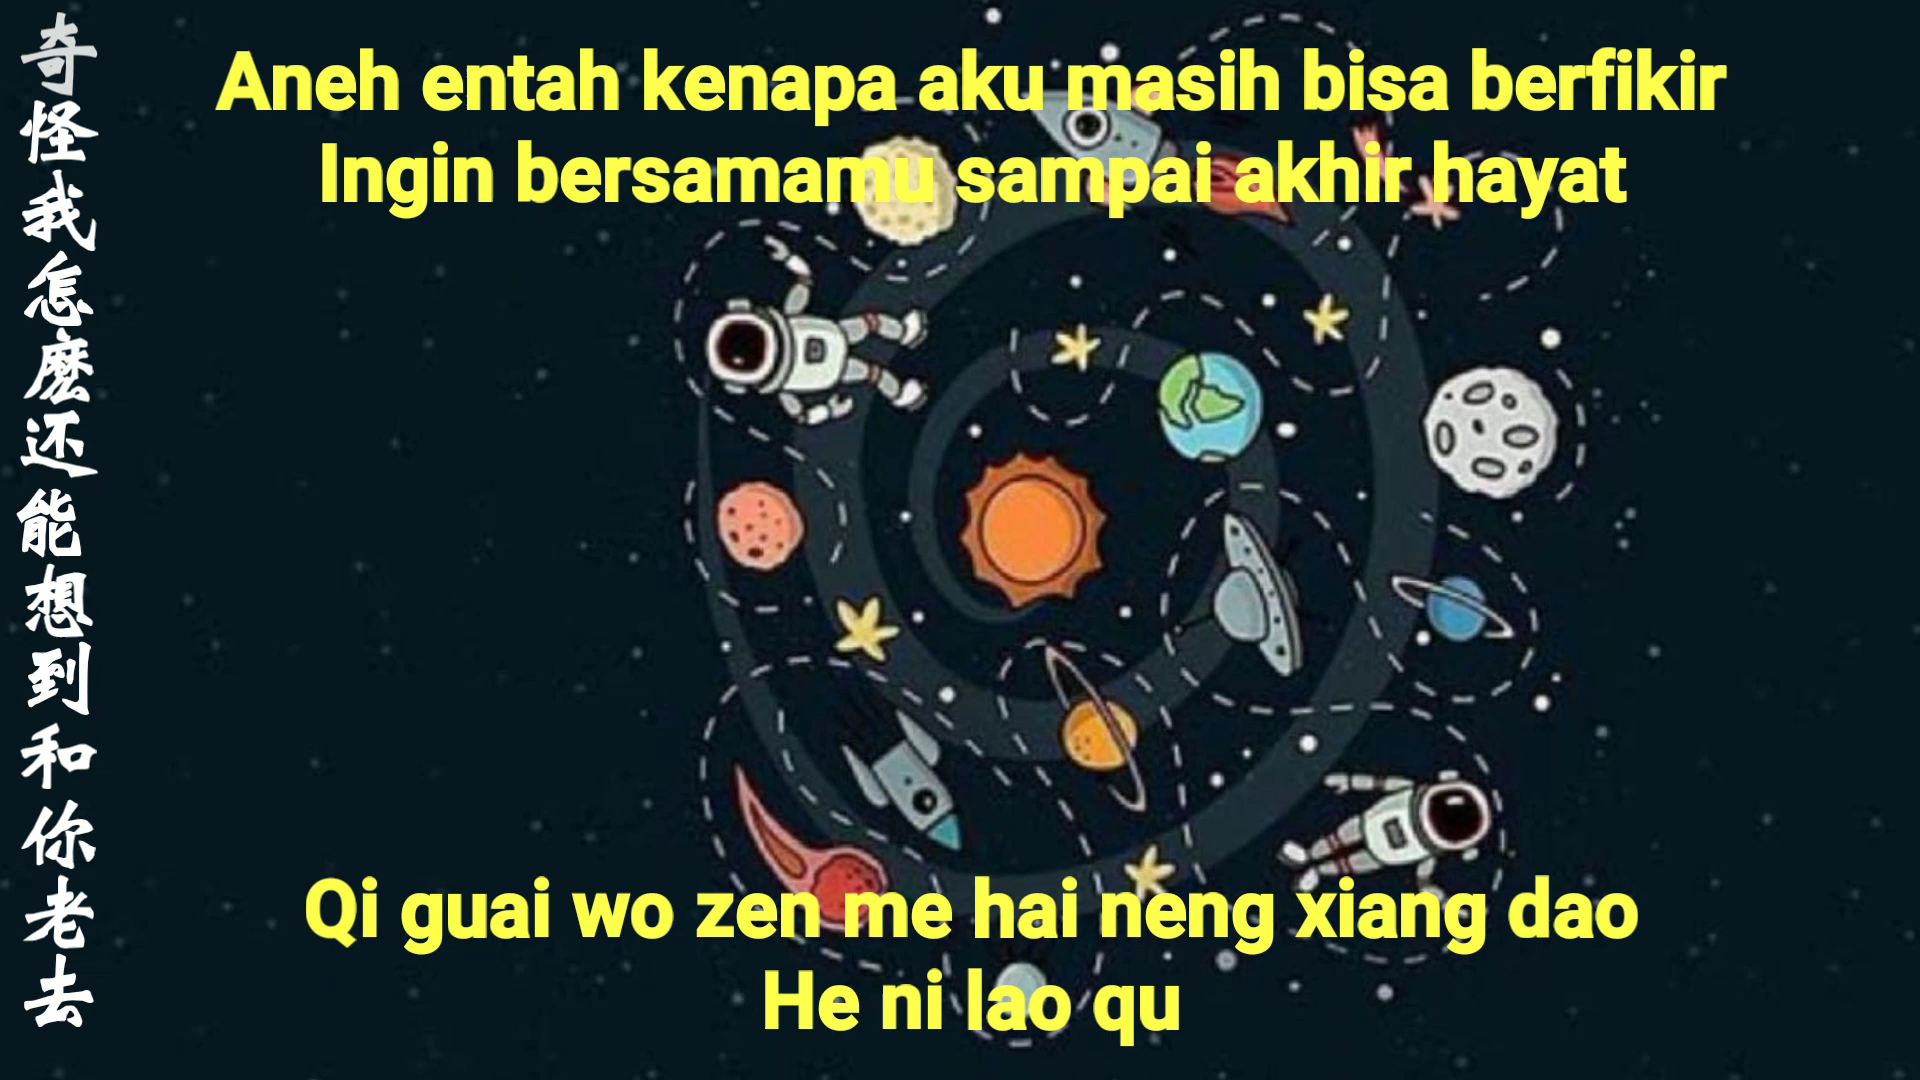 奇怪我怎麽还能想到和你老去
Aneh entah kenapa aku masih bisa berfikir
Ingin bersamamu sampai akhir hayat
Qi guai wo zen me hai neng xiang dao
He ni lao qu